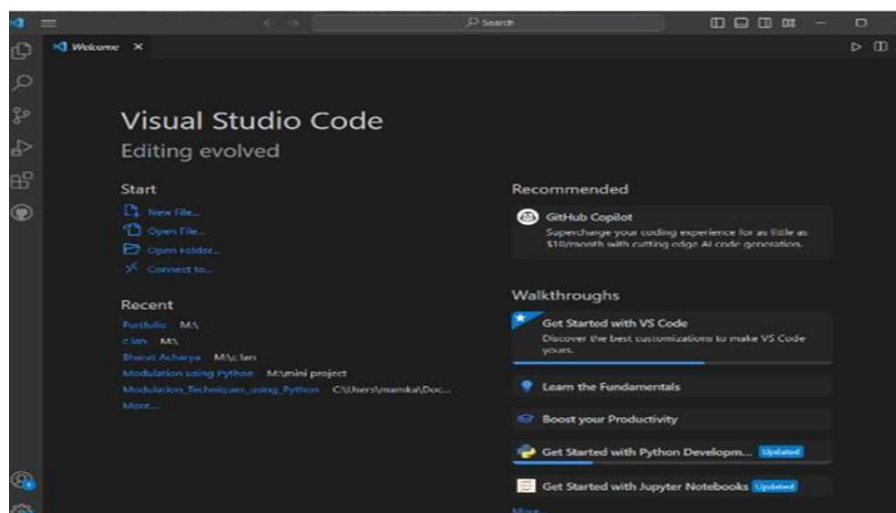 Search
Welcome
Visual Studio Code
Editing evolved
Start
New File...
Open File...
Open Folder...
Connect to...
Recent
Portfolio M:\
c lan M:\
Bharat Acharya M:\c lan
Modulation using Python M:\mini project
Modulation_Techniques_using_Python C:\Users\mamka\Doc...
More...
Recommended
GitHub Copilot
Supercharge your coding experience for as little as
$10/month with cutting edge AI code generation.
Walkthroughs
Get Started with VS Code
Discover the best customizations to make VS Code
yours.
Learn the Fundamentals
Boost your Productivity
Get Started with Python Developm... Updated
Get Started with Jupyter Notebooks Updated
More...